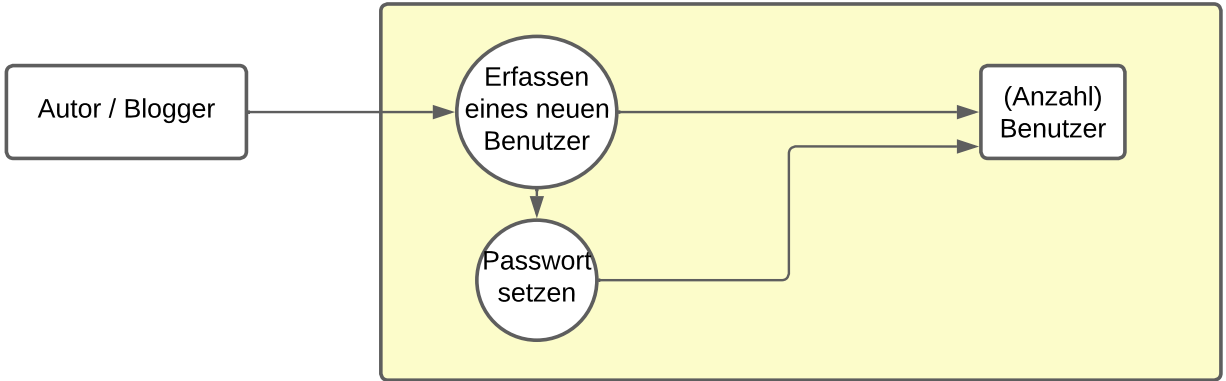 Autor / Blogger
Erfassen
eines neuen
Benutzer
(Anzahl)
Benutzer
Passwort
setzen